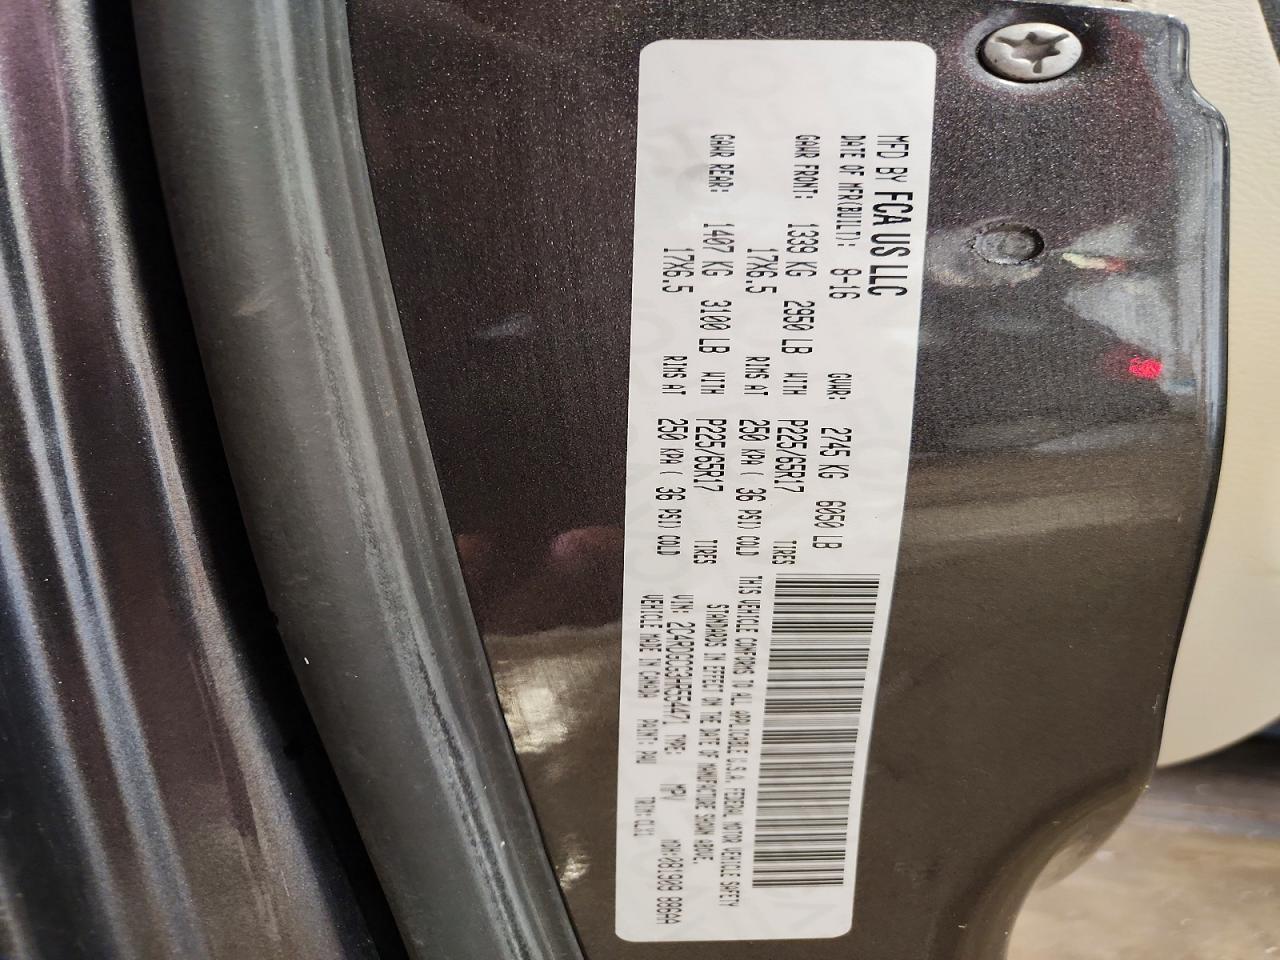 MFD BY FCA US LLC
DATE OF MFR(BUILT): 8-16 GVWR: 2745 KG 6050 LB
GAWR FRONT: 1339 KG 2950 LB WITH P225/65R17 TIRES
17X6.5 RIMS AT 250 KPA ( 36 PSI) COLD
GAWR REAR: 1407 KG 3100 LB WITH P225/65R17 TIRES
17X6.5 RIMS AT 250 KPA ( 36 PSI) COLD
THIS VEHICLE CONFORMS TO ALL APPLICABLE U.S.A. FEDERAL MOTOR VEHICLE SAFETY
STANDARDS IN EFFECT ON THE DATE OF MANUFACTURE SHOWN ABOVE.
VIN: TYPE: MPV MDH:
VEHICLE MADE IN CANADA PAINT: PAU TRIM: